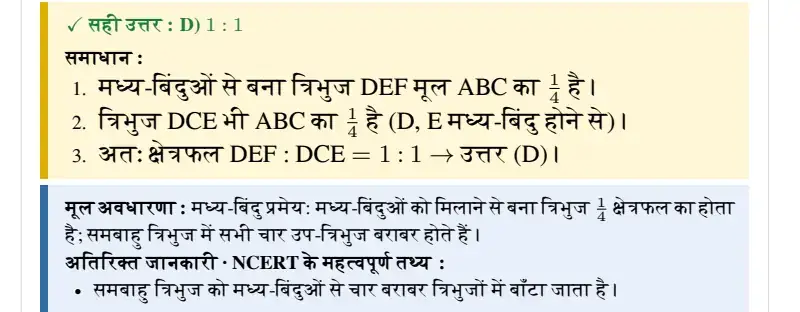 ✓ सही उत्तर : D) 1 : 1
समाधान :
1. मध्य-बिंदुओं से बना त्रिभुज DEF मूल ABC का 1/4 है।
2. त्रिभुज DCE भी ABC का 1/4 है (D, E मध्य-बिंदु होने से)।
3. अतः क्षेत्रफल DEF : DCE = 1 : 1 → उत्तर (D)।
मूल अवधारणा : मध्य-बिंदु प्रमेय: मध्य-बिंदुओं को मिलाने से बना त्रिभुज 1/4 क्षेत्रफल का होता
है; समबाहु त्रिभुज में सभी चार उप-त्रिभुज बराबर होते हैं।
अतिरिक्त जानकारी · NCERT के महत्वपूर्ण तथ्य :
• समबाहु त्रिभुज को मध्य-बिंदुओं से चार बराबर त्रिभुजों में बाँटा जाता है।